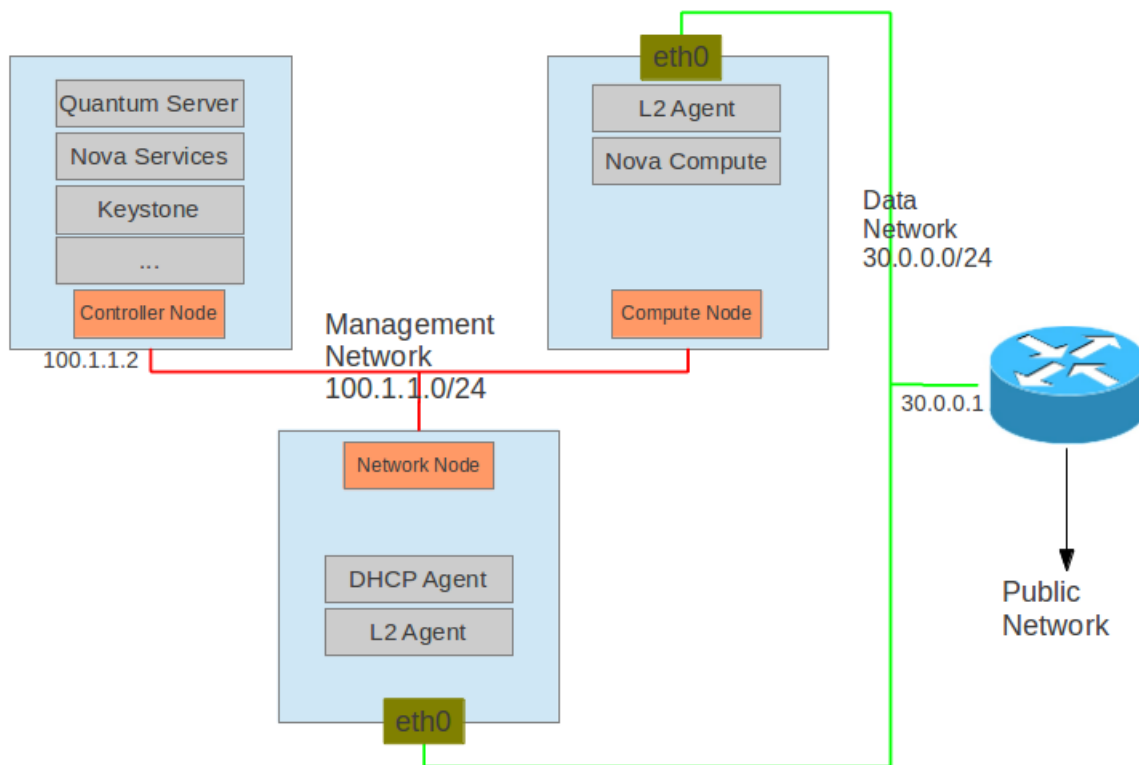 eth0
Quantum Server
Nova Services
Keystone
...
Controller Node
100.1.1.2
L2 Agent
Nova Compute
Compute Node
Data
Network
30.0.0.0/24
Management
Network
100.1.1.0/24
30.0.0.1
Network Node
DHCP Agent
L2 Agent
eth0
Public
Network